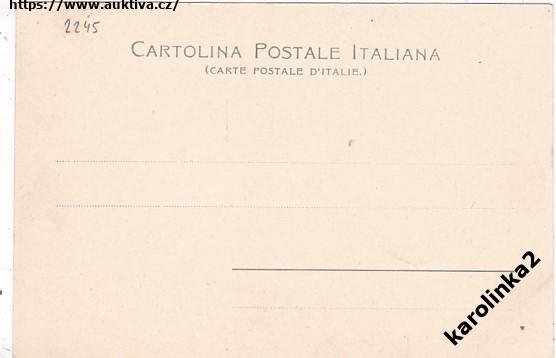 https://www.auktiva.cz/
2245
CARTOLINA POSTALE ITALIANA
(CARTE POSTALE D'ITALIE.)
karolinka2